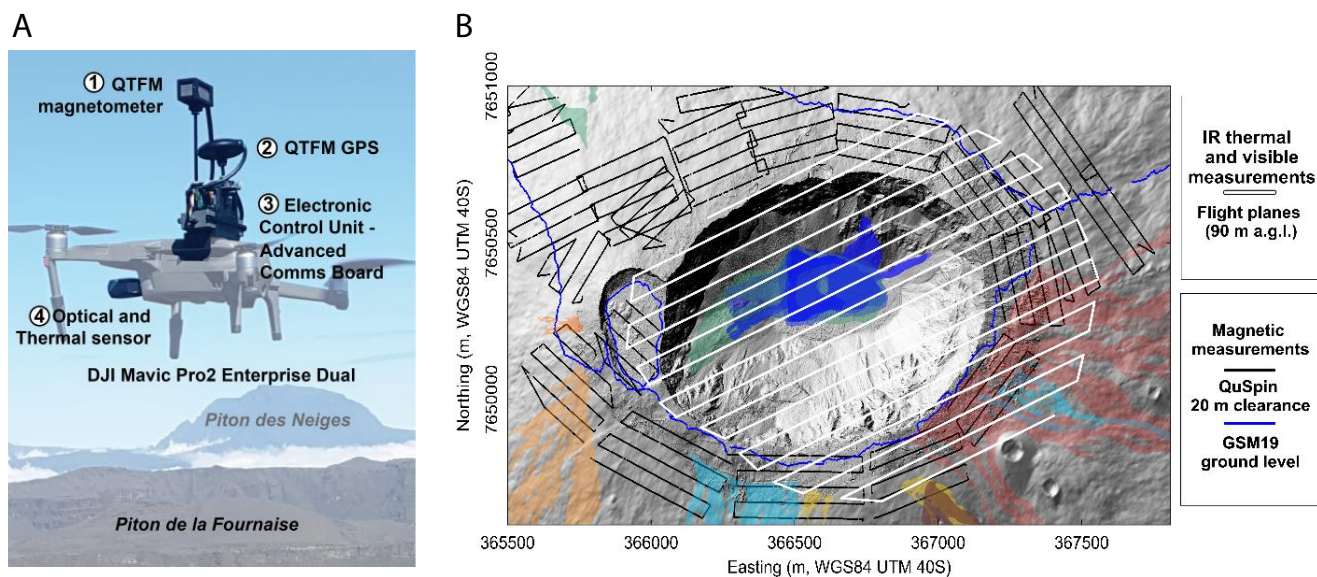 A
① QTFM
magnetometer
② QTFM GPS
③ Electronic
Control Unit -
Advanced
Comms Board
④ Optical and
Thermal sensor
DJI Mavic Pro2 Enterprise Dual
Piton des Neiges
Piton de la Fournaise
B
Northing (m, WGS84 UTM 40S)
7651000
7650500
7650000
365500
366000
366500
367000
367500
Easting (m, WGS84 UTM 40S)
IR thermal
and visible
measurements
Flight planes
(90 m a.g.l.)
Magnetic
measurements
QuSpin
20 m clearance
GSM19
ground level